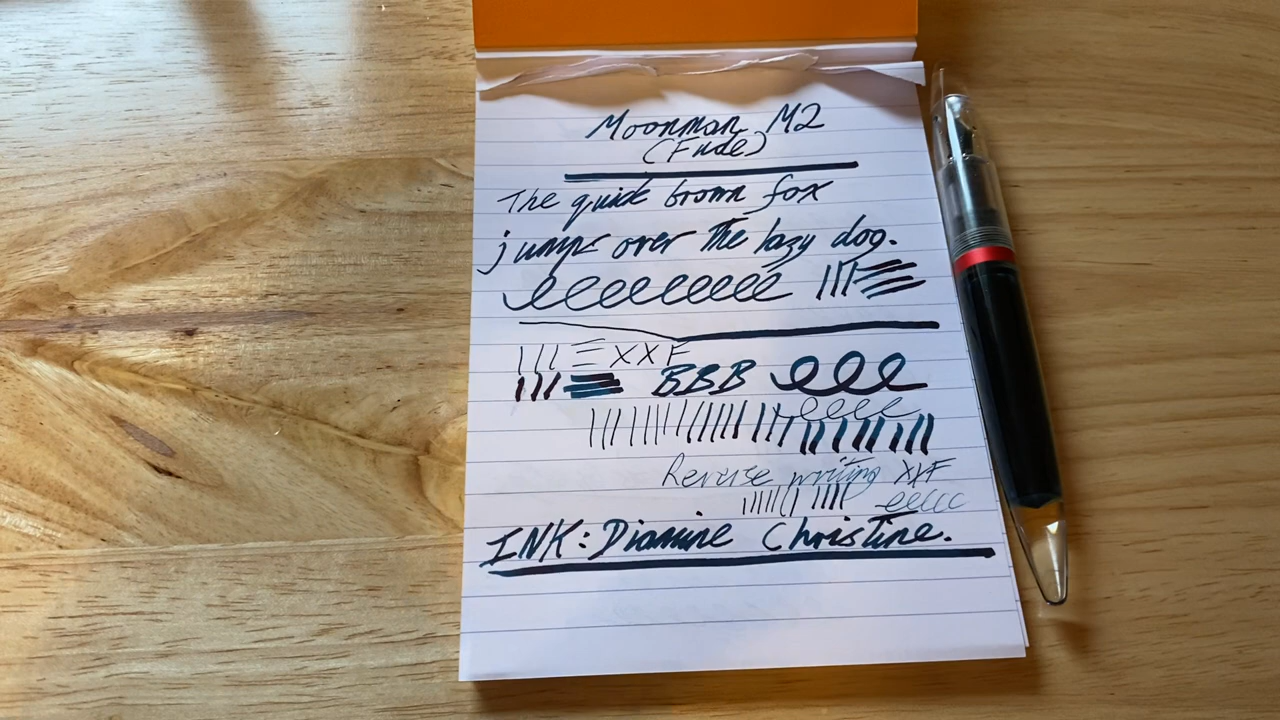 Moonman M2
(Fude)
The quick brown fox
jumps over the lazy dog.
XXF
BBB
Reverse writing XXF
INK: Diamine Christine.